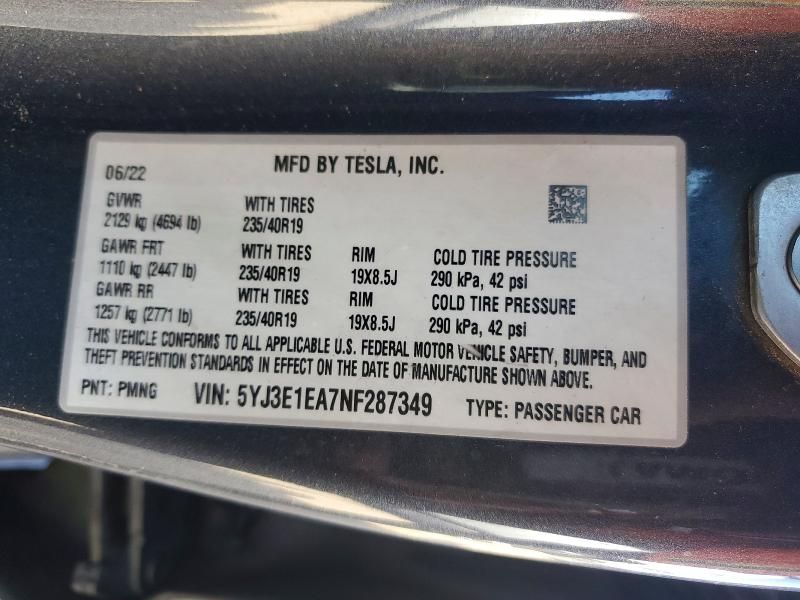 06/22 MFD BY TESLA, INC.
GVWR WITH TIRES
2129 kg (4694 lb) 235/40R19
GAWR FRT WITH TIRES RIM COLD TIRE PRESSURE
1110 kg (2447 lb) 235/40R19 19X8.5J 290 kPa, 42 psi
GAWR RR WITH TIRES RIM COLD TIRE PRESSURE
1257 kg (2771 lb) 235/40R19 19X8.5J 290 kPa, 42 psi
THIS VEHICLE CONFORMS TO ALL APPLICABLE U.S. FEDERAL MOTOR VEHICLE SAFETY, BUMPER, AND
THEFT PREVENTION STANDARDS IN EFFECT ON THE DATE OF MANUFACTURE SHOWN ABOVE.
PNT: PMNG VIN: 5YJ3E1EA7NF287349 TYPE: PASSENGER CAR